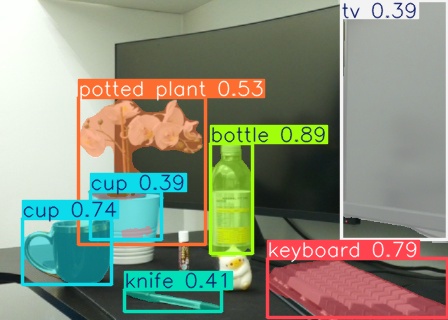 tv 0.39
potted plant 0.53
bottle 0.89
cup 0.39
cup 0.74
keyboard 0.79
knife 0.41